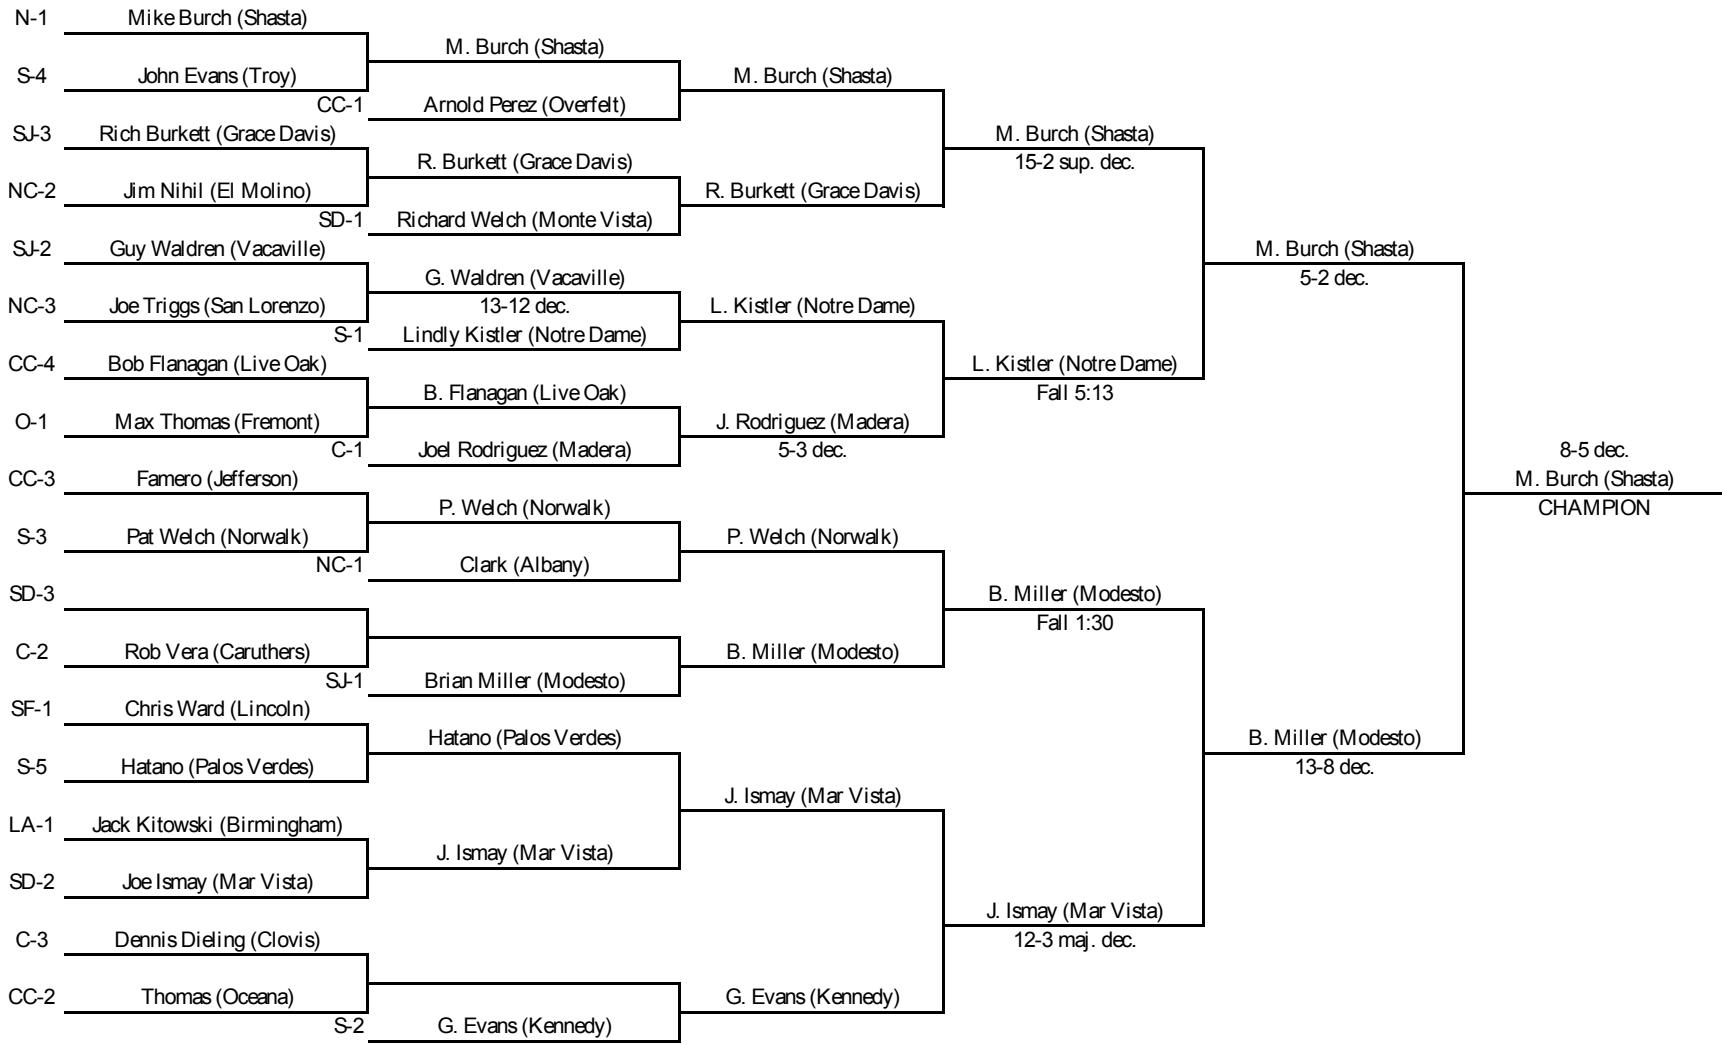 N-1 Mike Burch (Shasta)
M. Burch (Shasta)
S-4 John Evans (Troy) M. Burch (Shasta)
CC-1 Arnold Perez (Overfelt)
SJ-3 Rich Burkett (Grace Davis) M. Burch (Shasta)
R. Burkett (Grace Davis) 15-2 sup. dec.
NC-2 Jim Nihil (El Molino) R. Burkett (Grace Davis)
SD-1 Richard Welch (Monte Vista)
SJ-2 Guy Waldren (Vacaville) M. Burch (Shasta)
G. Waldren (Vacaville) 5-2 dec.
NC-3 Joe Triggs (San Lorenzo) 13-12 dec. L. Kistler (Notre Dame)
S-1 Lindly Kistler (Notre Dame)
CC-4 Bob Flanagan (Live Oak) L. Kistler (Notre Dame)
B. Flanagan (Live Oak) Fall 5:13
O-1 Max Thomas (Fremont) J. Rodriguez (Madera)
C-1 Joel Rodriguez (Madera) 5-3 dec. 8-5 dec.
CC-3 Famero (Jefferson) M. Burch (Shasta)
P. Welch (Norwalk) CHAMPION
S-3 Pat Welch (Norwalk) P. Welch (Norwalk)
NC-1 Clark (Albany)
SD-3 B. Miller (Modesto)
Fall 1:30
C-2 Rob Vera (Caruthers) B. Miller (Modesto)
SJ-1 Brian Miller (Modesto)
SF-1 Chris Ward (Lincoln)
Hatano (Palos Verdes) B. Miller (Modesto)
S-5 Hatano (Palos Verdes) 13-8 dec.
J. Ismay (Mar Vista)
LA-1 Jack Kitowski (Birmingham)
J. Ismay (Mar Vista)
SD-2 Joe Ismay (Mar Vista)
J. Ismay (Mar Vista)
C-3 Dennis Dieling (Clovis) 12-3 maj. dec.
CC-2 Thomas (Oceana) G. Evans (Kennedy)
S-2 G. Evans (Kennedy)